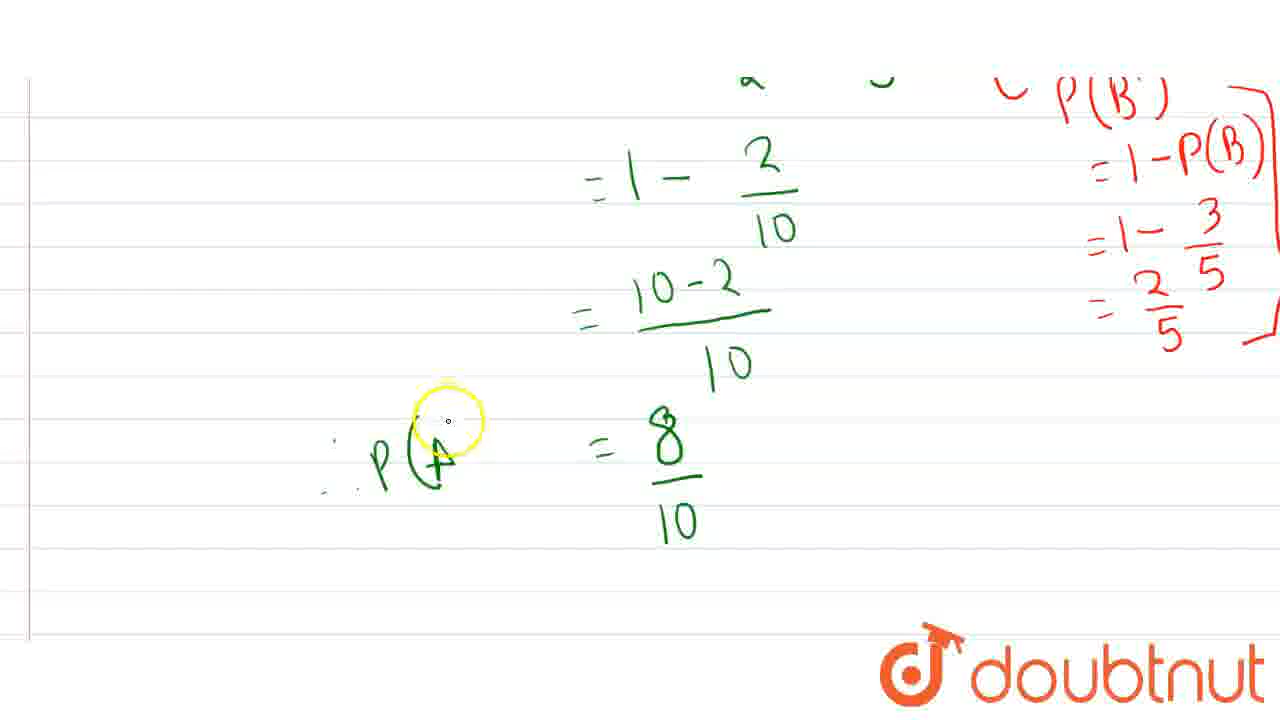 P(B')
= 1 - P(B)
= 1 - 3/5
= 2/5
= 1 - 2/10
= 10 - 2/10
∴ P(A = 8/10
doubtnut